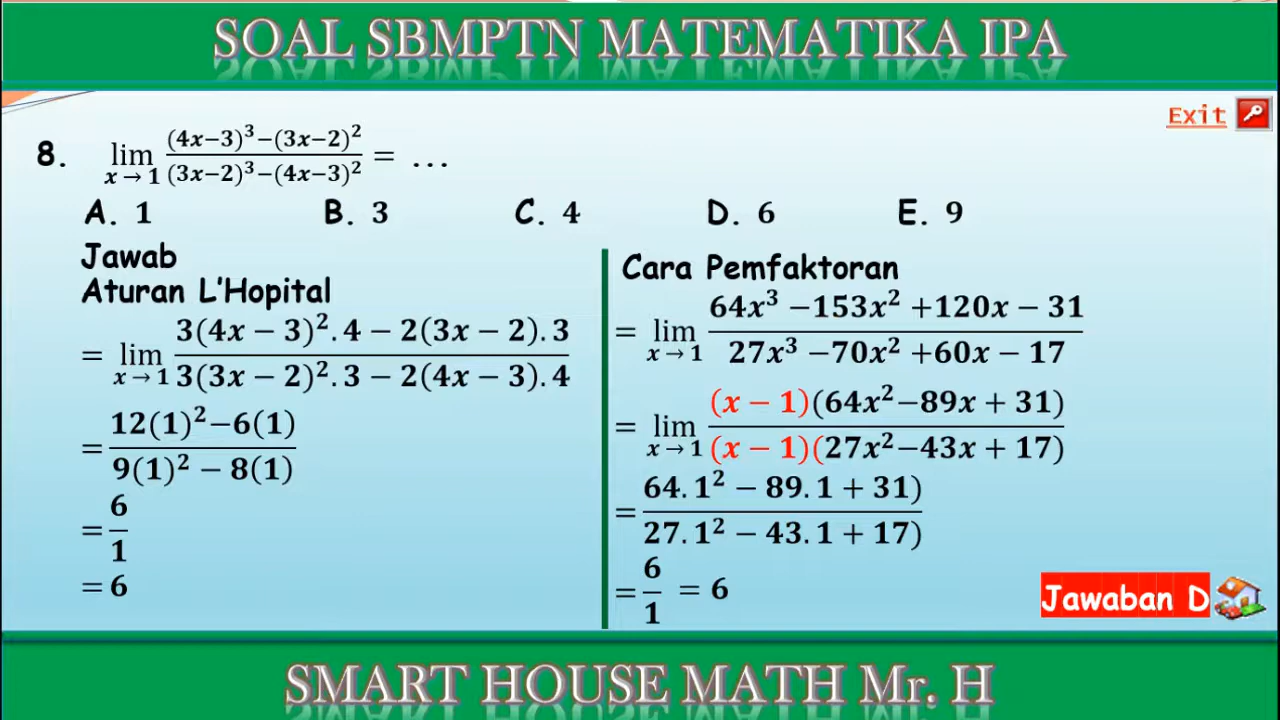 SOAL SBMPTN MATEMATIKA IPA
Exit
8. lim x→1 (4x−3)³−(3x−2)² / (3x−2)³−(4x−3)² = ...
A. 1 B. 3 C. 4 D. 6 E. 9
Jawab
Aturan L'Hopital
= lim x→1 3(4x − 3)².4 − 2(3x − 2).3 / 3(3x − 2)².3 − 2(4x − 3).4
= 12(1)²−6(1) / 9(1)² − 8(1)
= 6/1
= 6
Cara Pemfaktoran
= lim x→1 64x³ −153x² +120x − 31 / 27x³ −70x² +60x − 17
= lim x→1 (x − 1)(64x²−89x + 31) / (x − 1)(27x²−43x + 17)
= 64.1² − 89.1 + 31) / 27.1² − 43.1 + 17)
= 6/1 = 6
Jawaban D
SMART HOUSE MATH Mr. H